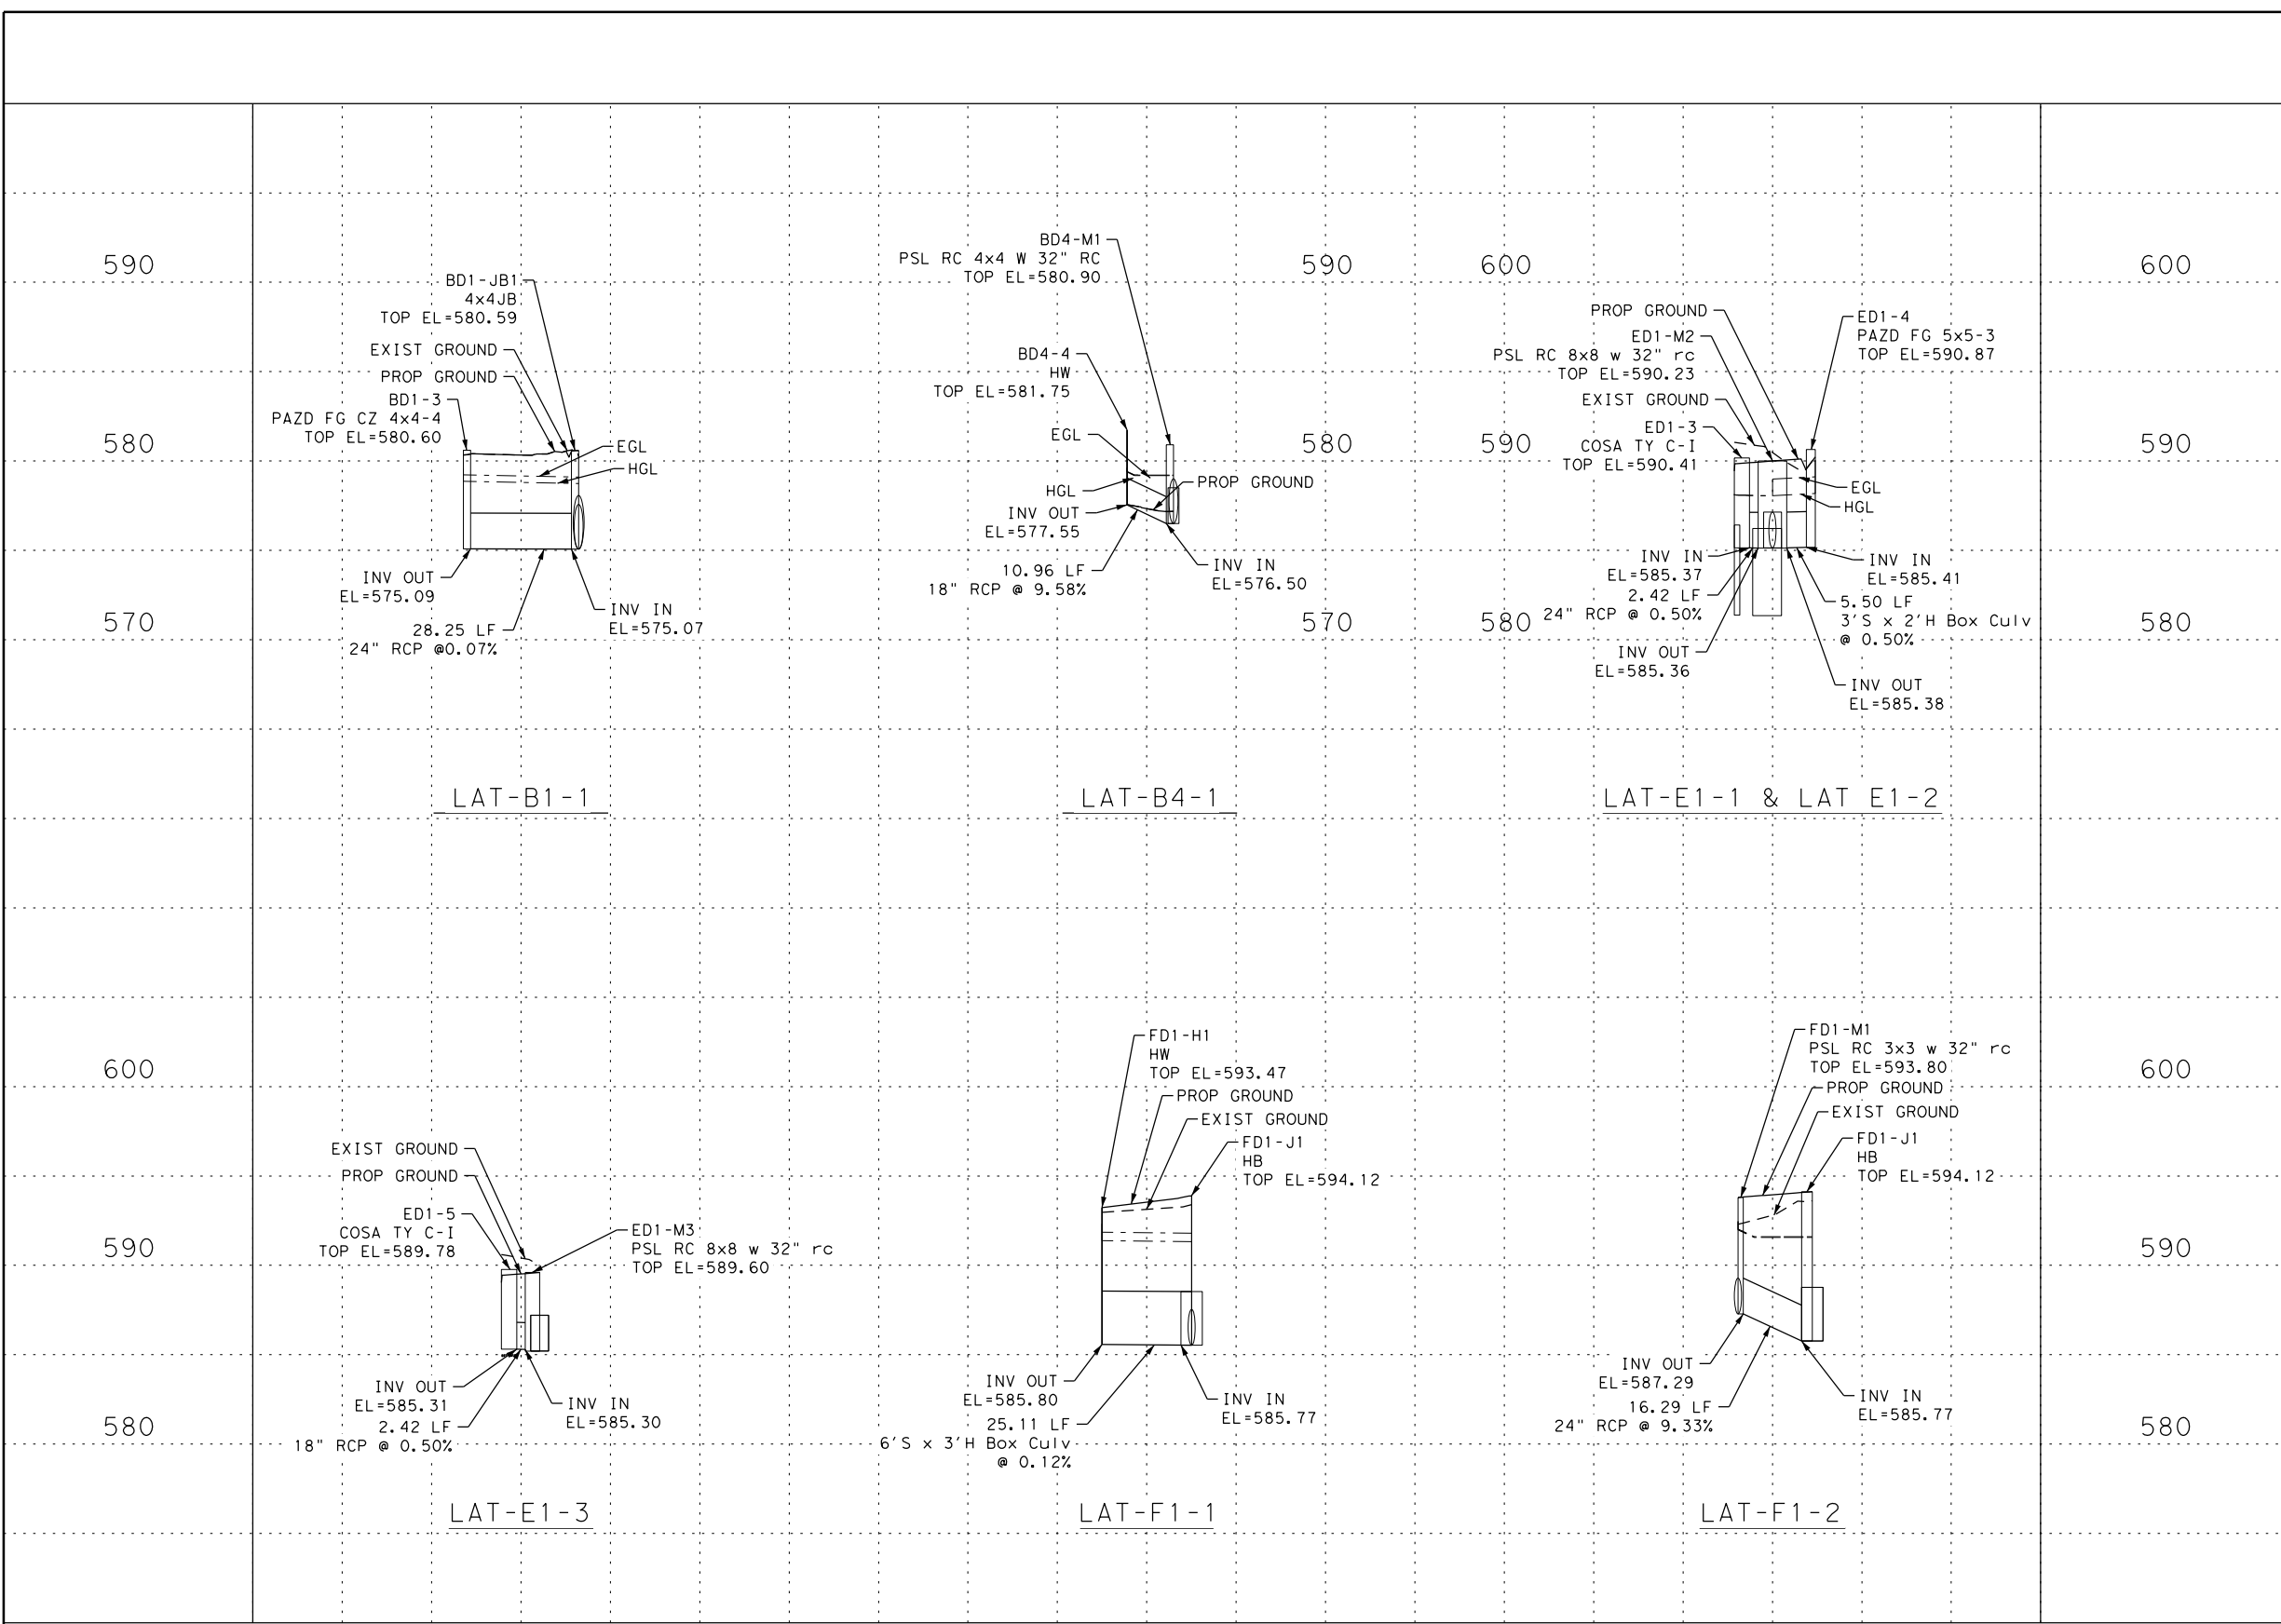 590
580
570
BD1-JB1
4x4JB
TOP EL=580.59
EXIST GROUND
PROP GROUND
BD1-3
PAZD FG CZ 4x4-4
TOP EL=580.60
EGL
HGL
INV OUT
EL=575.09
28.25 LF
24" RCP @0.07%
INV IN
EL=575.07
LAT-B1-1
BD4-M1
PSL RC 4x4 W 32" RC
TOP EL=580.90
BD4-4
HW
TOP EL=581.75
EGL
HGL
PROP GROUND
INV OUT
EL=577.55
10.96 LF
18" RCP @ 9.58%
INV IN
EL=576.50
LAT-B4-1
590
580
570
600
590
580
PROP GROUND
ED1-M2
PSL RC 8x8 w 32" rc
TOP EL=590.23
EXIST GROUND
ED1-3
COSA TY C-I
TOP EL=590.41
ED1-4
PAZD FG 5x5-3
TOP EL=590.87
EGL
HGL
INV IN
EL=585.37
2.42 LF
24" RCP @ 0.50%
INV OUT
EL=585.36
INV IN
EL=585.41
5.50 LF
3'S x 2'H Box Culv
@ 0.50%
INV OUT
EL=585.38
LAT-E1-1 & LAT E1-2
600
590
580
600
590
580
EXIST GROUND
PROP GROUND
ED1-5
COSA TY C-I
TOP EL=589.78
ED1-M3
PSL RC 8x8 w 32" rc
TOP EL=589.60
INV OUT
EL=585.31
2.42 LF
18" RCP @ 0.50%
INV IN
EL=585.30
LAT-E1-3
FD1-H1
HW
TOP EL=593.47
PROP GROUND
EXIST GROUND
FD1-J1
HB
TOP EL=594.12
INV OUT
EL=585.80
25.11 LF
6'S x 3'H Box Culv
@ 0.12%
INV IN
EL=585.77
LAT-F1-1
FD1-M1
PSL RC 3x3 w 32" rc
TOP EL=593.80
PROP GROUND
EXIST GROUND
FD1-J1
HB
TOP EL=594.12
INV OUT
EL=587.29
16.29 LF
24" RCP @ 9.33%
INV IN
EL=585.77
LAT-F1-2
600
590
580